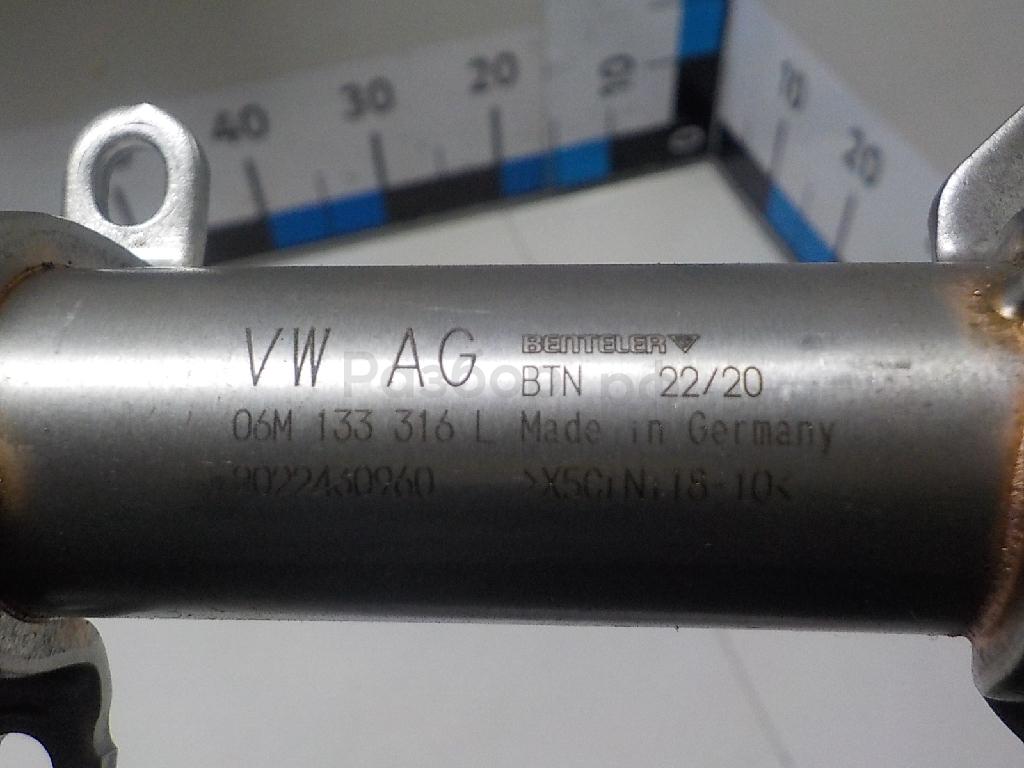 40 30 20 10 0 10 20
VW AG BENTELER
BTN 22/20
06M 133 316 L Made in Germany
9022430960 >X5CrNi18-10<